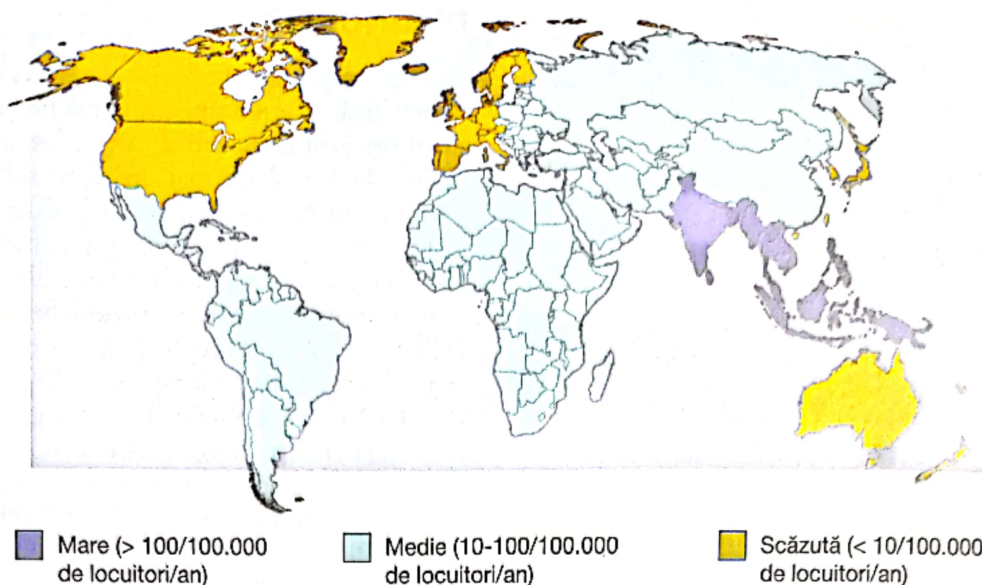 Mare (> 100/100.000
de locuitori/an)
Medie (10-100/100.000
de locuitori/an)
Scăzută (< 10/100.000
de locuitori/an)